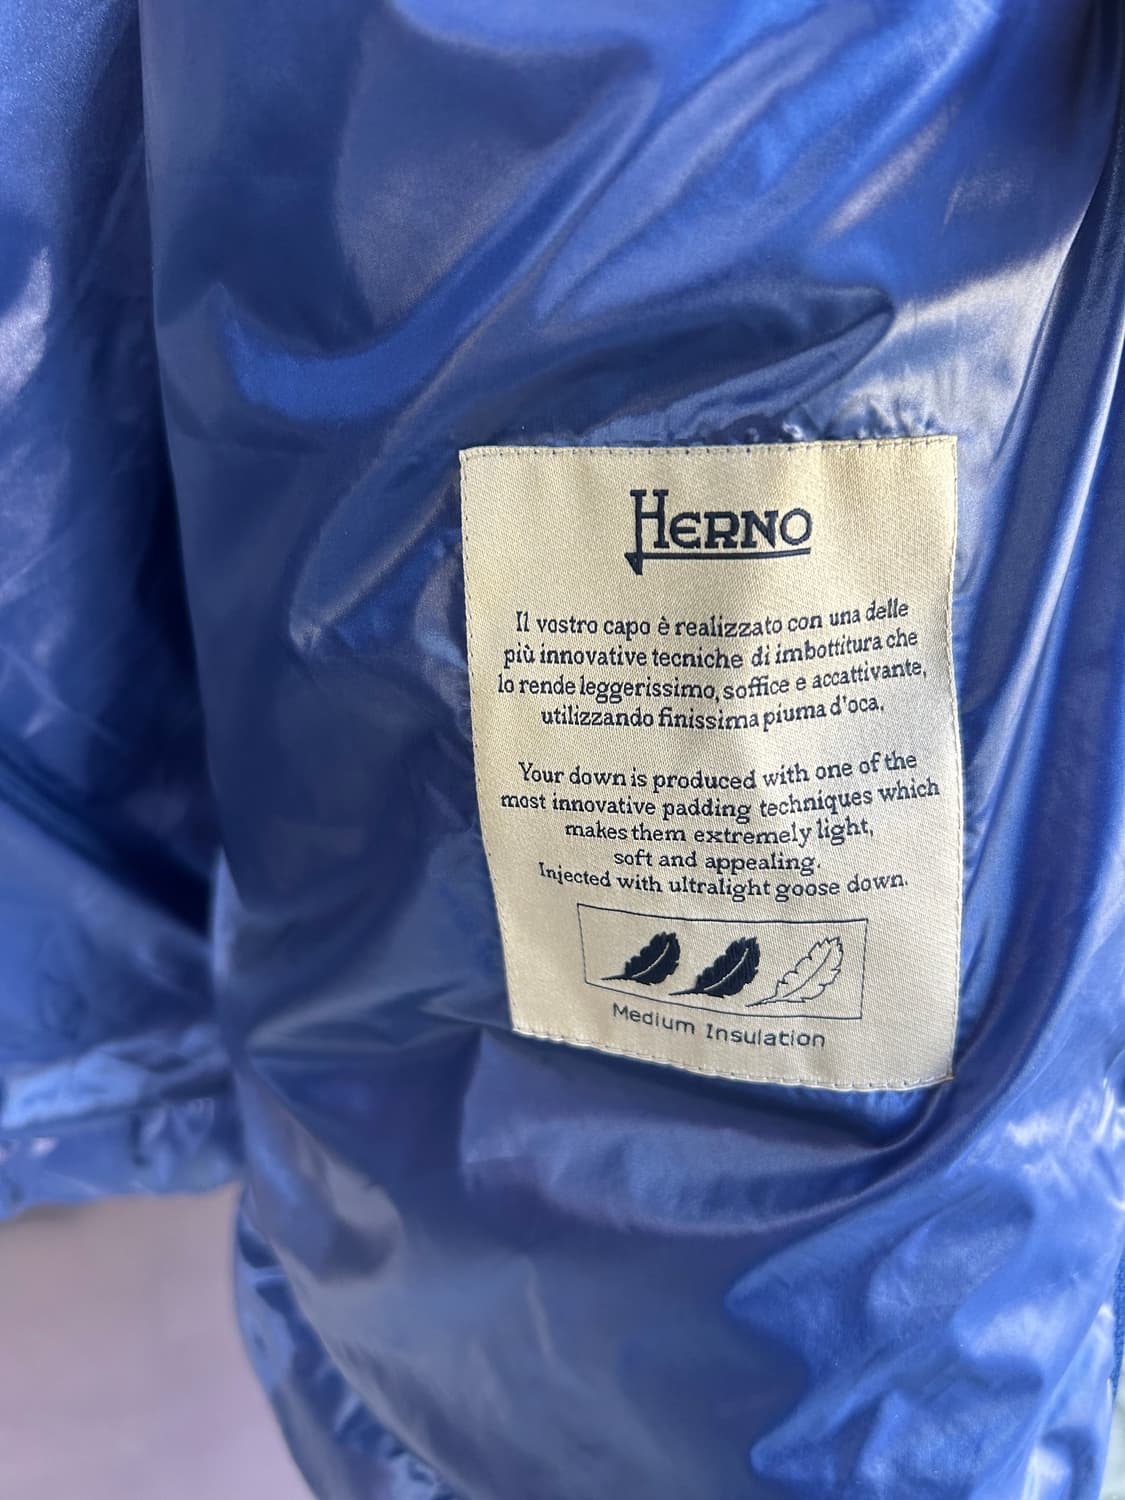 HERNO
Il vostro capo è realizzato con una delle
più innovative tecniche di imbottitura che
lo rende leggerissimo, soffice e accattivante,
utilizzando finissima piuma d'oca.
Your down is produced with one of the
most innovative padding techniques which
makes them extremely light,
soft and appealing.
Injected with ultralight goose down.
Medium Insulation